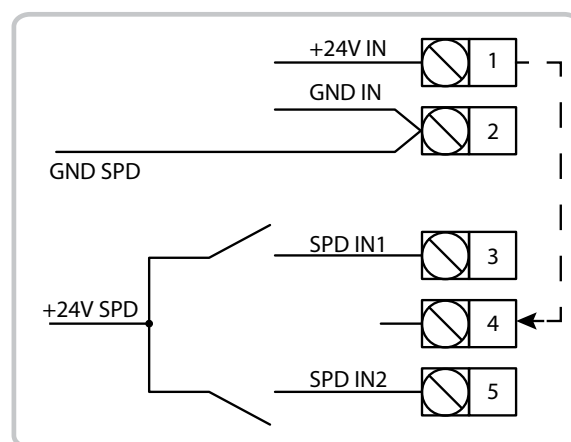 +24V IN
1
GND IN
2
GND SPD
SPD IN1
3
+24V SPD
4
SPD IN2
5